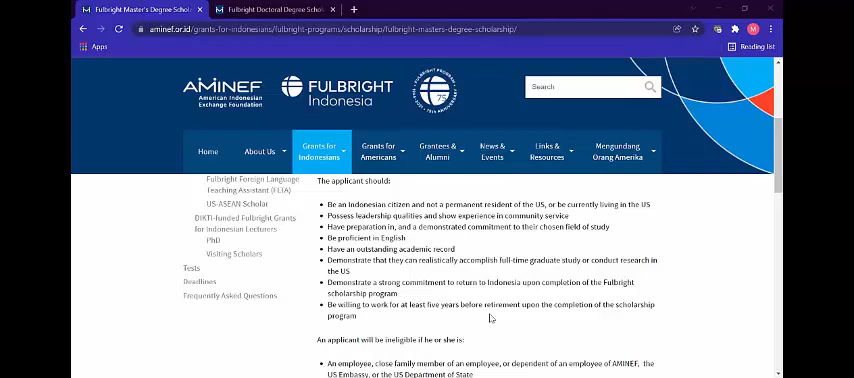 Fulbright Master's Degree Schol
Fulbright Doctoral Degree Schol
aminef.or.id/grants-for-indonesians/fulbright-programs/scholarship/fulbright-masters-degree-scholarship/
M
Apps
Reading list
AMINEF
American Indonesian
Exchange Foundation
FULBRIGHT
Indonesia
75
Search
Home
About Us
Grants for
Indonesians
Grants for
Americans
Grantees &
Alumni
News &
Events
Links &
Resources
Mengundang
Orang Amerika
Fulbright Foreign Language
Teaching Assistant (FLTA)
US-ASEAN Scholar
DIKTI-funded Fulbright Grants
for Indonesian Lecturers
PhD
Visiting Scholars
Tests
Deadlines
Frequently Asked Questions
The applicant should:
Be an Indonesian citizen and not a permanent resident of the US, or be currently living in the US
Possess leadership qualities and show experience in community service
Have preparation in, and a demonstrated commitment to their chosen field of study
Be proficient in English
Have an outstanding academic record
Demonstrate that they can realistically accomplish full-time graduate study or conduct research in
the US
Demonstrate a strong commitment to return to Indonesia upon completion of the Fulbright
scholarship program
Be willing to work for at least five years before retirement upon the completion of the scholarship
program
An applicant will be ineligible if he or she is:
An employee, close family member of an employee, or dependent of an employee of AMINEF, the
US Embassy, or the US Department of State